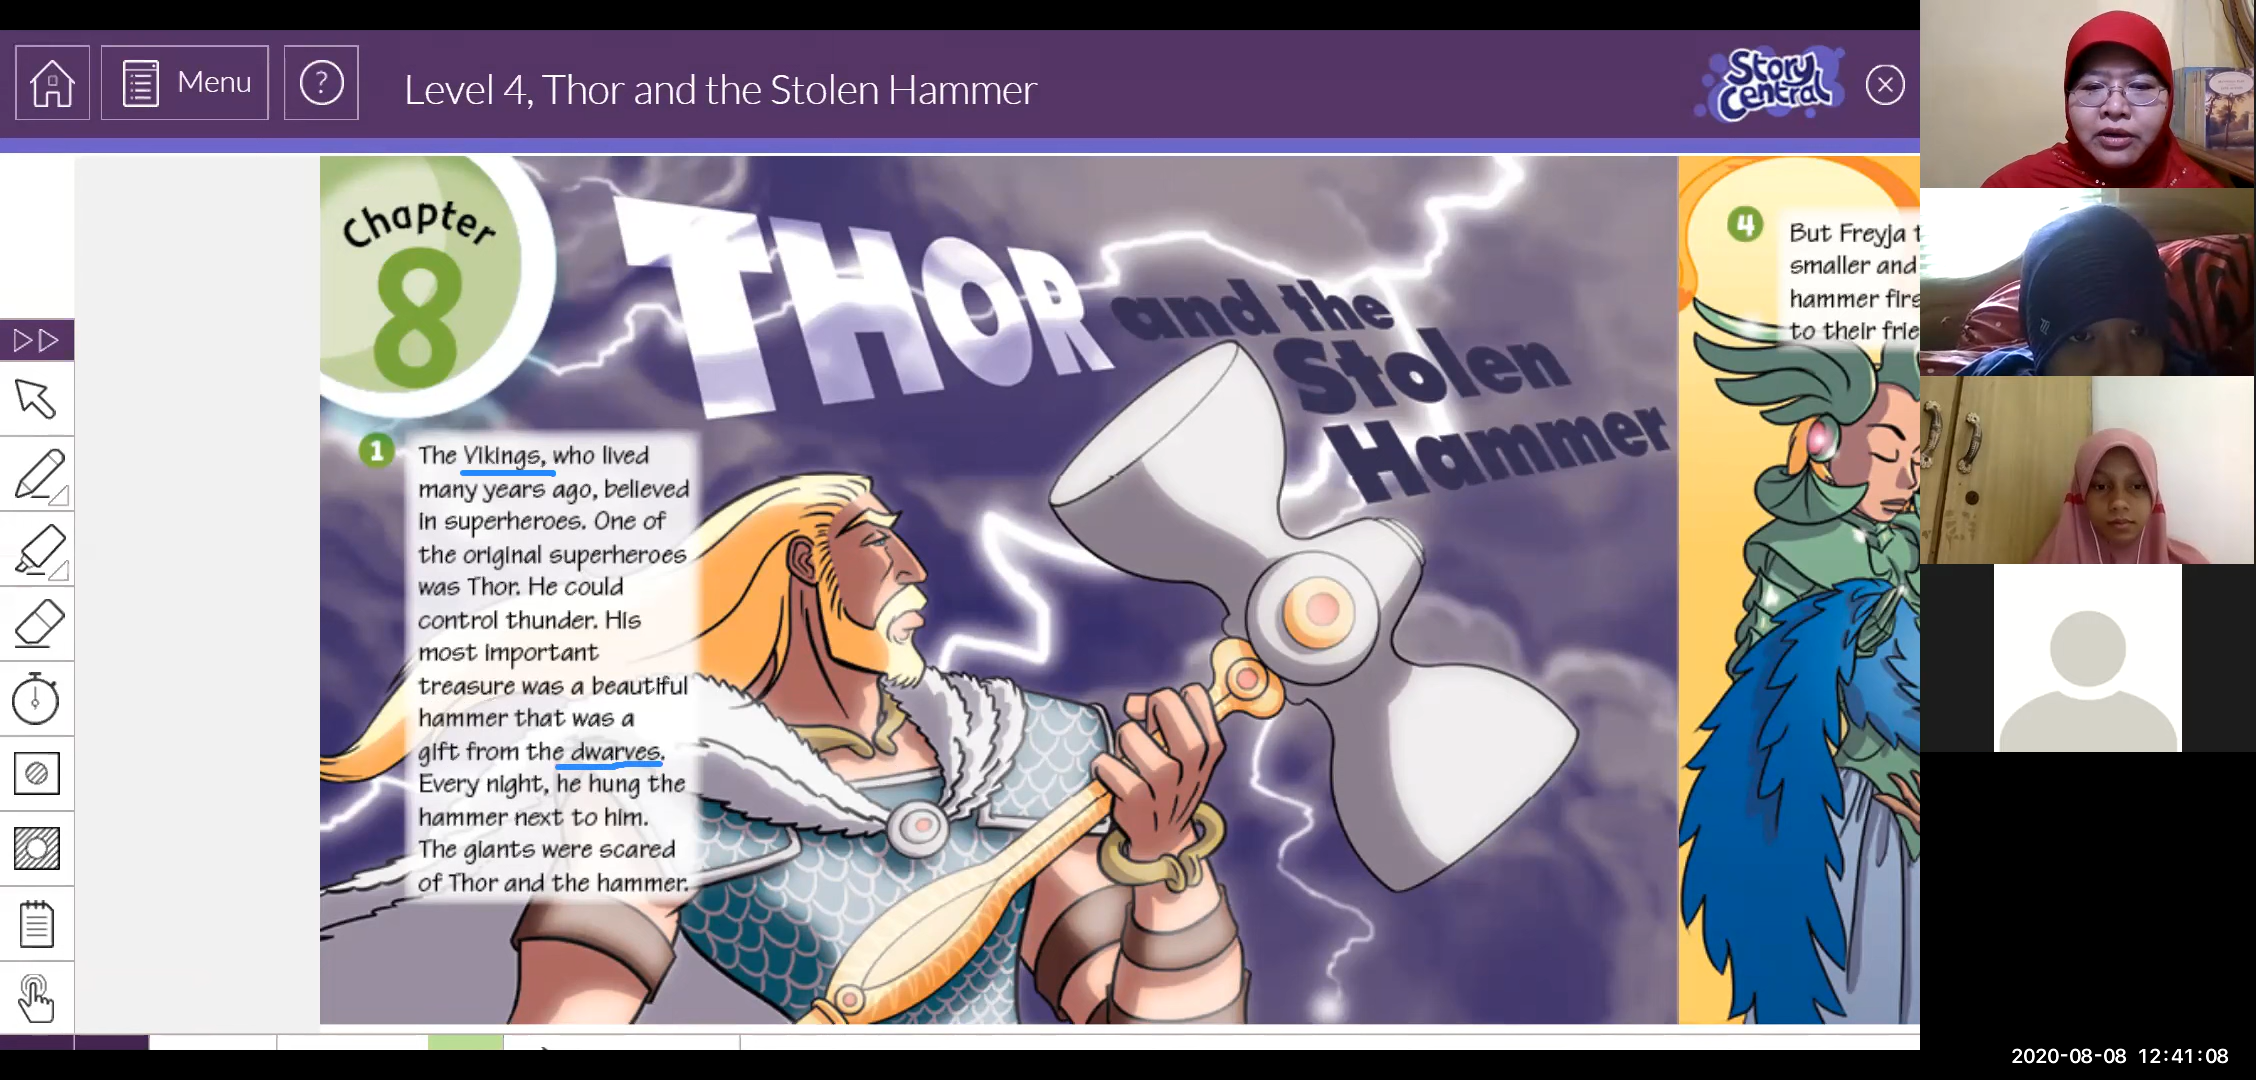 Menu
?
Level 4, Thor and the Stolen Hammer
Story
Central
Chapter
8
THOR
and the
Stolen
Hammer
1
The Vikings, who lived
many years ago, believed
in superheroes. One of
the original superheroes
was Thor. He could
control thunder. His
most important
treasure was a beautiful
hammer that was a
gift from the dwarves.
Every night, he hung the
hammer next to him.
The giants were scared
of Thor and the hammer.
4
But Freyja t
smaller and
hammer firs
to their frie
2020-08-08 12:41:08